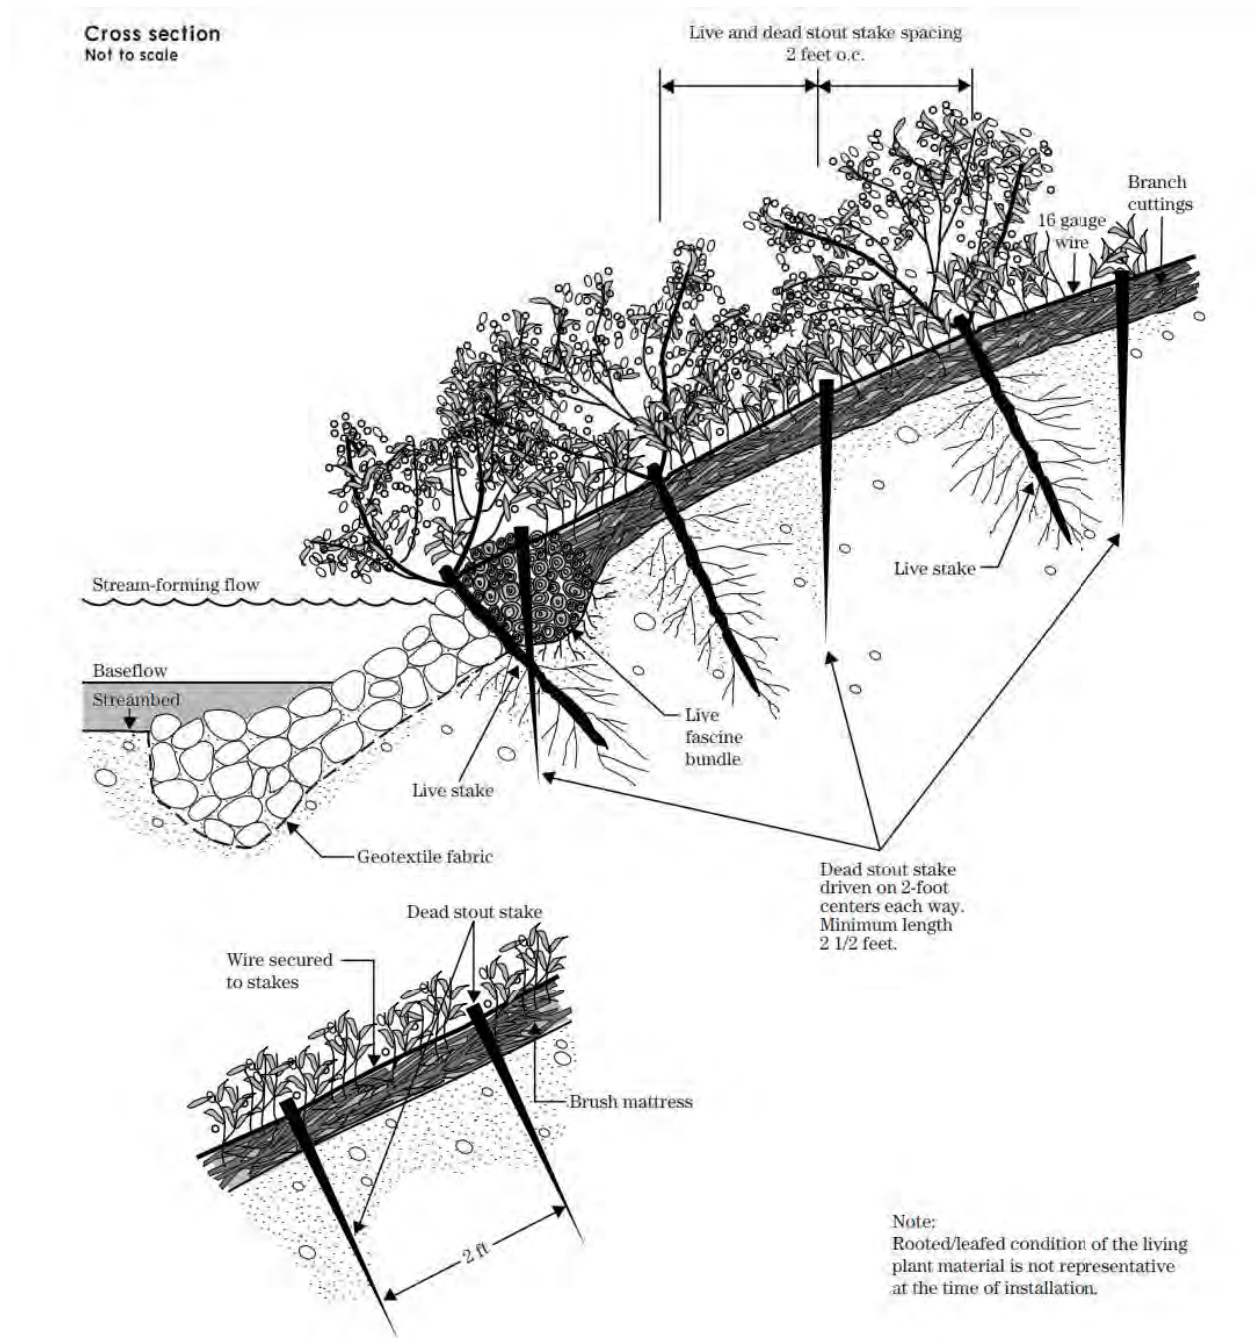 Cross section
Not to scale
Live and dead stout stake spacing
2 feet o.c.
Branch
cuttings
16 gauge
wire
Live stake
Stream-forming flow
Baseflow
Streambed
Live
fascine
bundle
Live stake
Geotextile fabric
Dead stout stake
driven on 2-foot
centers each way.
Minimum length
2 1/2 feet.
Dead stout stake
Wire secured
to stakes
Brush mattress
2 ft
Note:
Rooted/leafed condition of the living
plant material is not representative
at the time of installation.